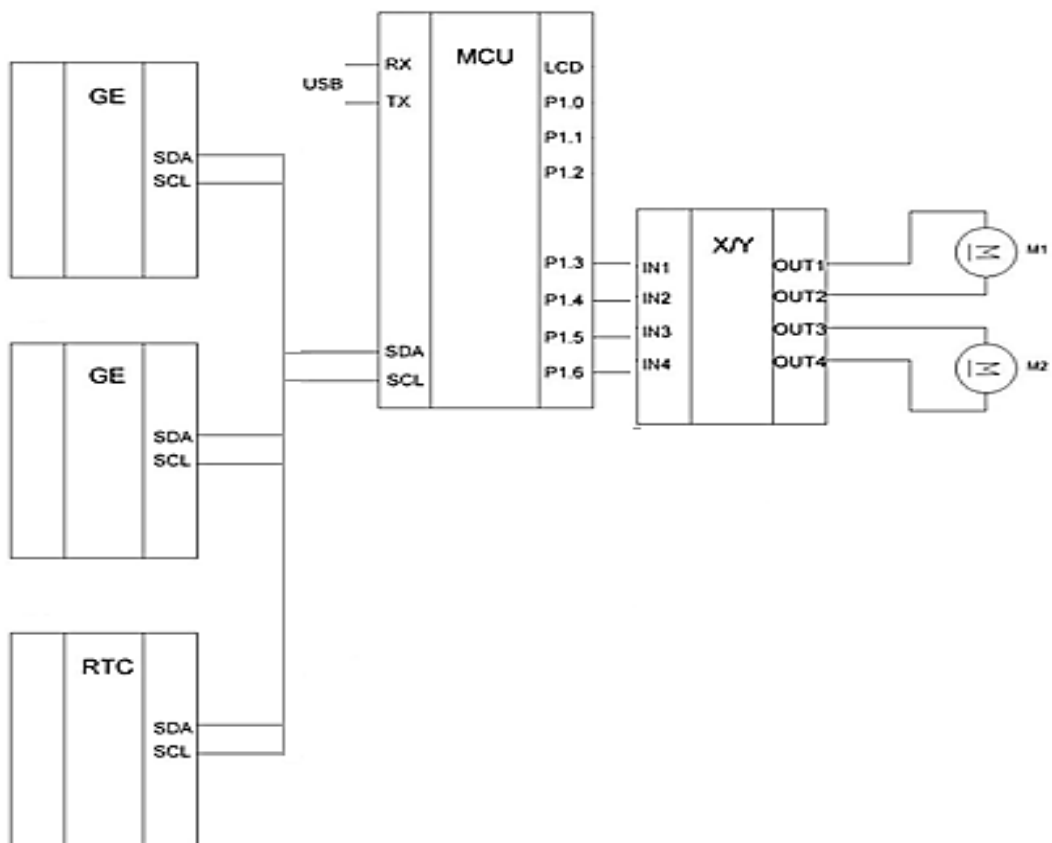 GE
SDA
SCL
GE
SDA
SCL
RTC
SDA
SCL
USB
MCU
RX
TX
SDA
SCL
LCD
P1.0
P1.1
P1.2
P1.3
P1.4
P1.5
P1.6
X/Y
IN1
IN2
IN3
IN4
OUT1
OUT2
OUT3
OUT4
M
M1
M
M2